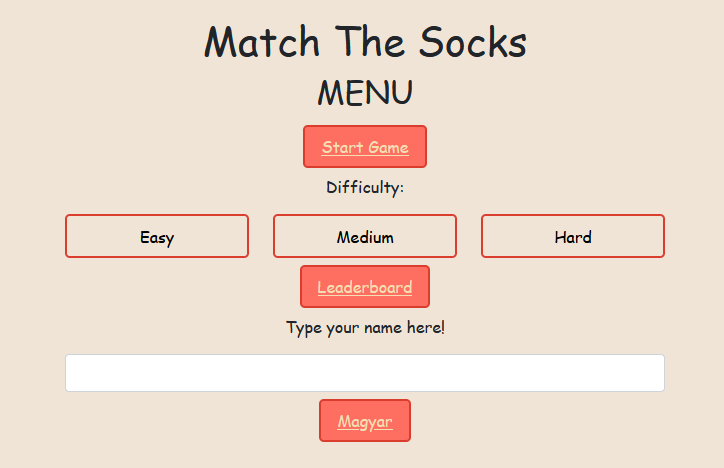 Match The Socks
MENU
Start Game
Difficulty:
Easy Medium Hard
Leaderboard
Type your name here!
Magyar